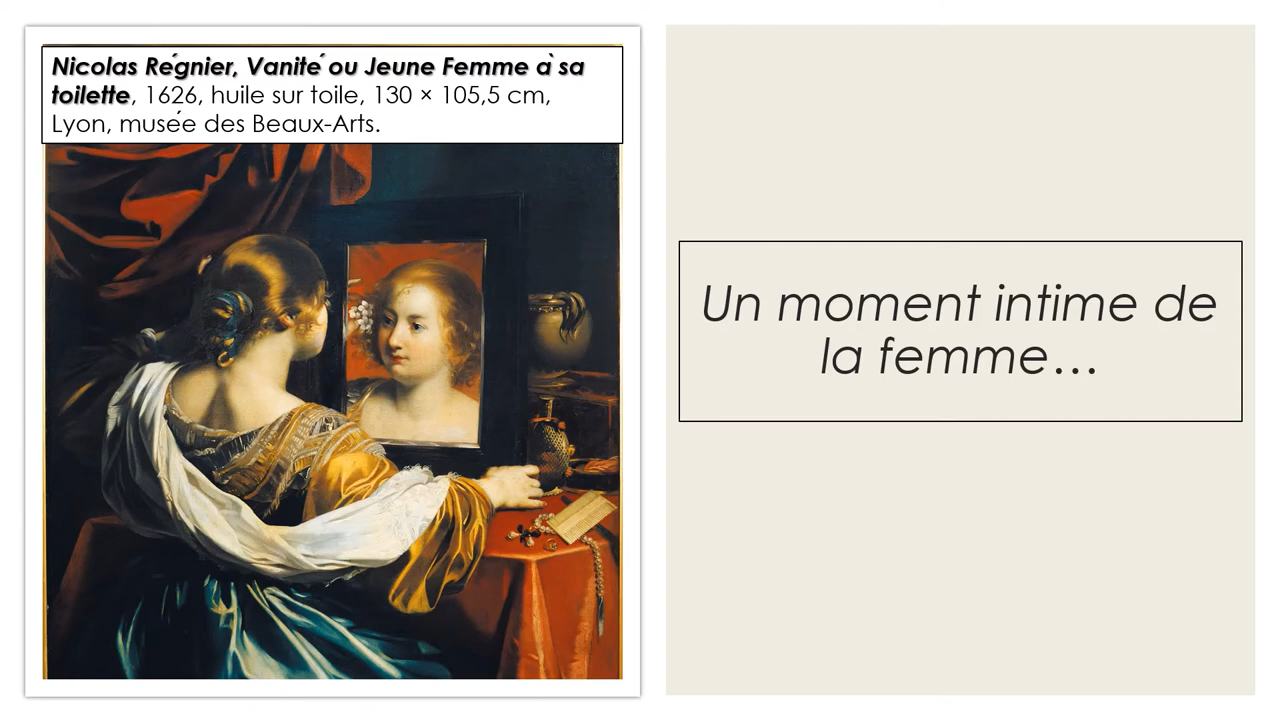 Nicolas Régnier, Vanité ou Jeune Femme à sa
toilette, 1626, huile sur toile, 130 × 105,5 cm,
Lyon, musée des Beaux-Arts.
Un moment intime de
la femme…